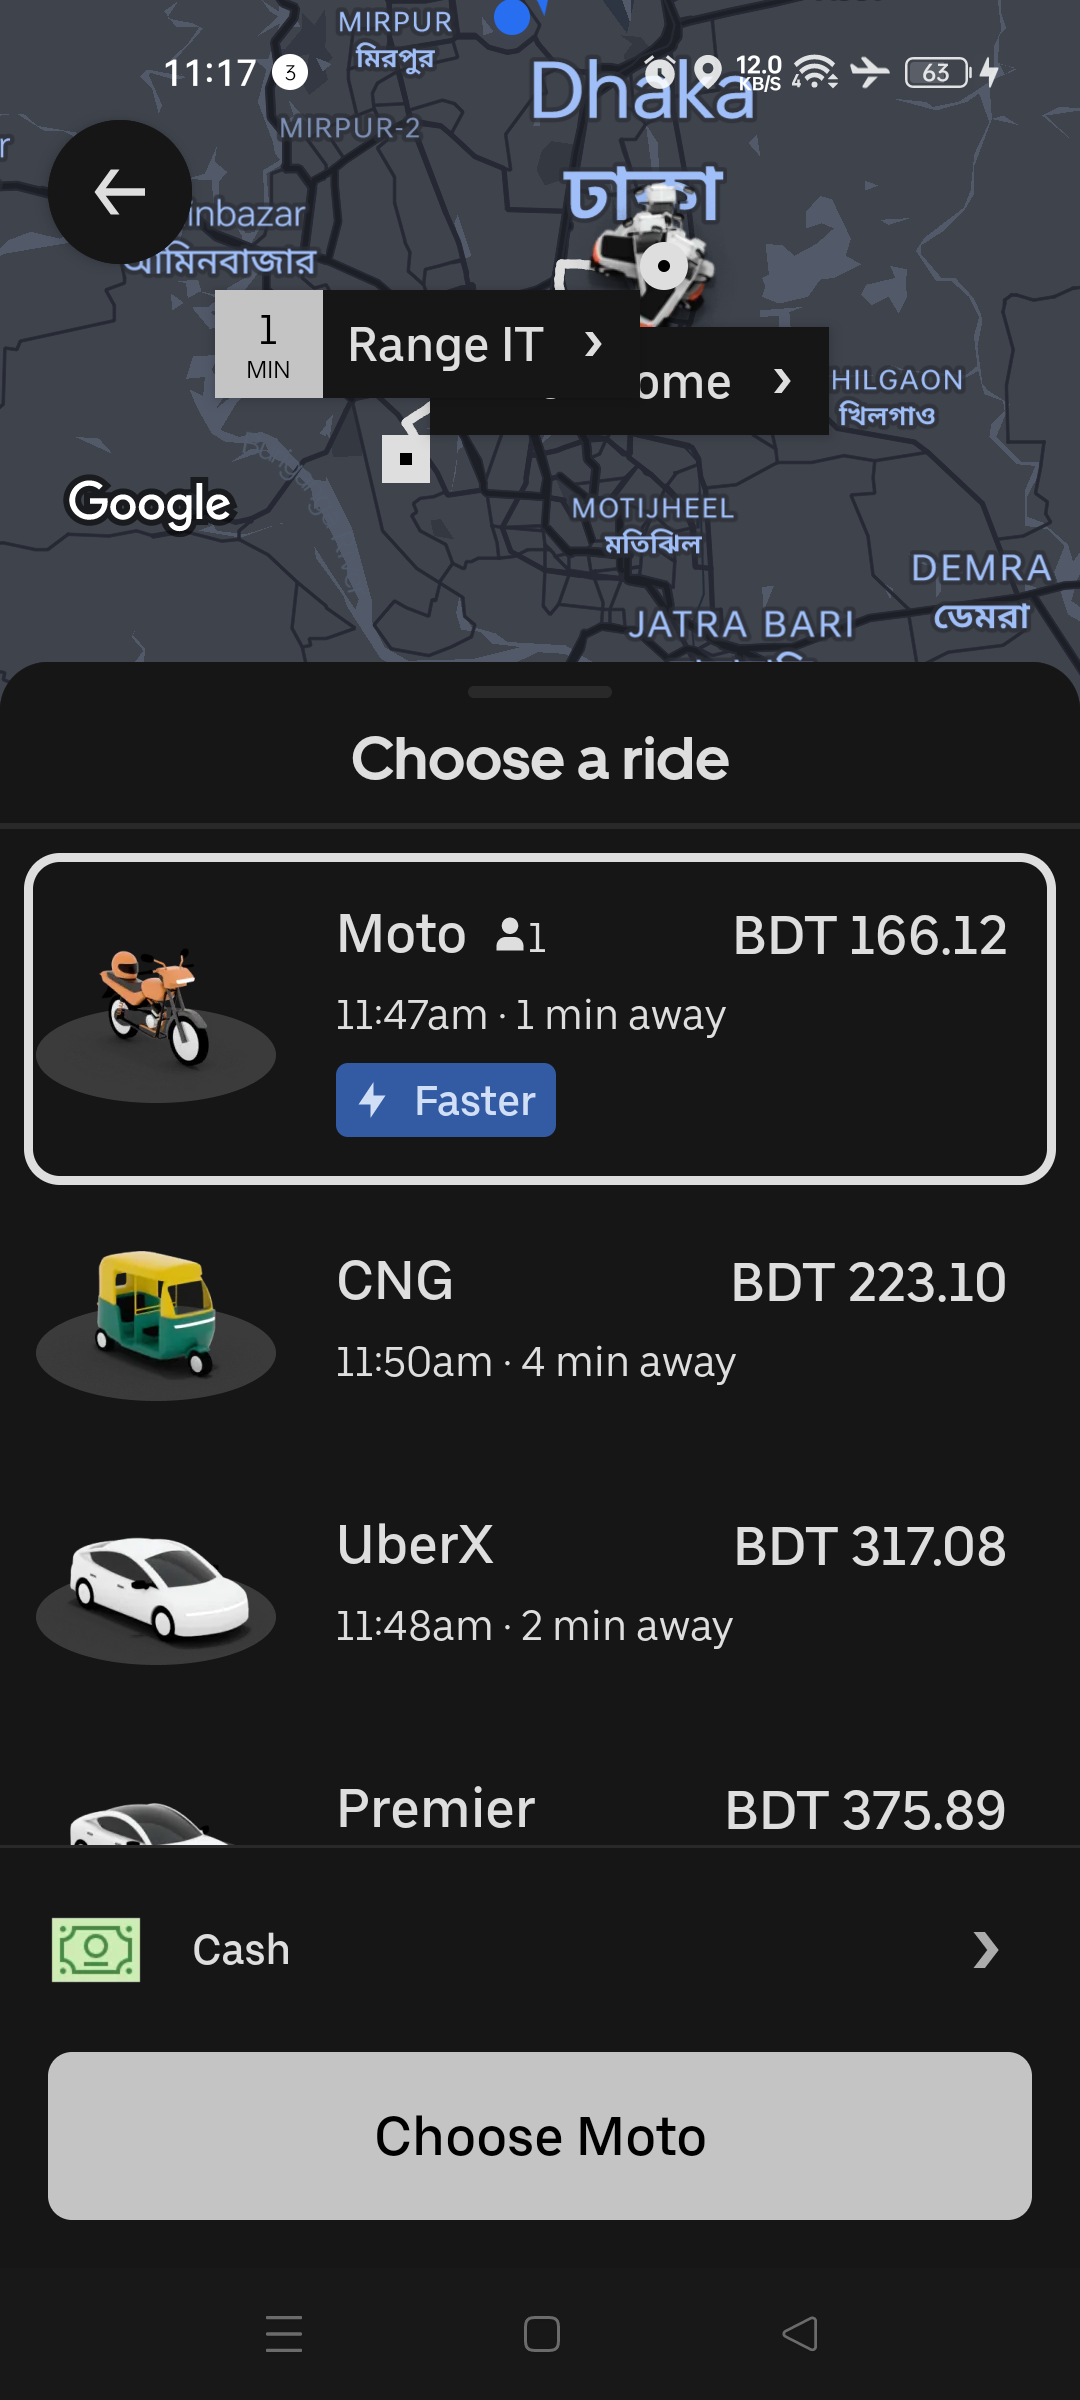 MIRPUR
মিরপুর
11:17
3
12.0
KB/S
4
63
Dhaka
ঢাকা
MIRPUR-2
inbazar
আমিনবাজার
1
MIN
Range IT
ome
HILGAON
খিলগাও
Google
MOTIJHEEL
মতিঝিল
DEMRA
ডেমরা
JATRA BARI
Choose a ride
Moto 1 BDT 166.12
11:47am · 1 min away
Faster
CNG BDT 223.10
11:50am · 4 min away
UberX BDT 317.08
11:48am · 2 min away
Premier BDT 375.89
Cash
Choose Moto